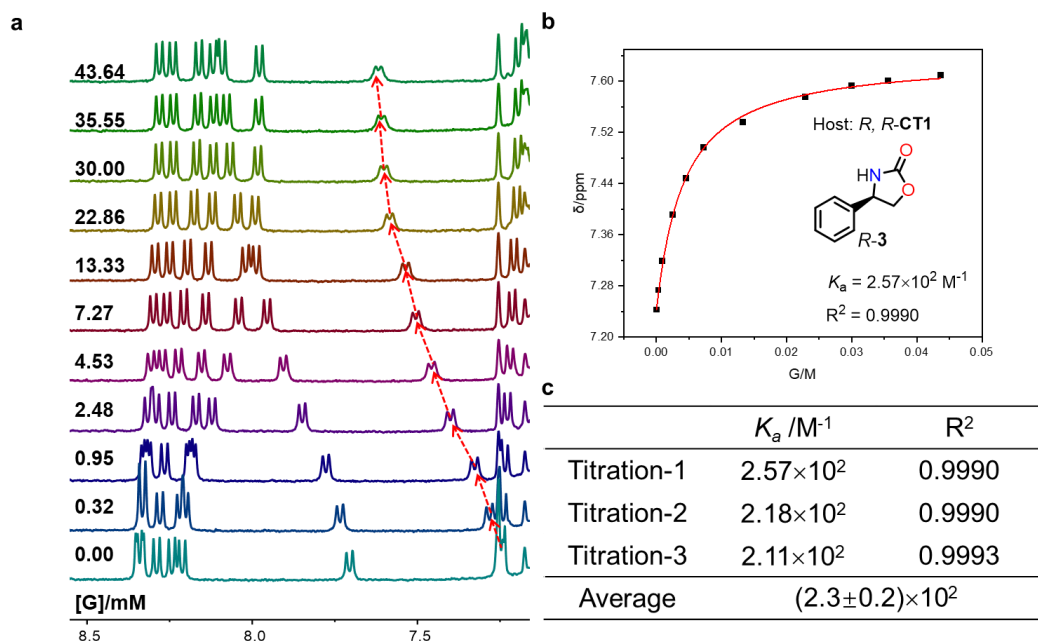 a
43.64
35.55
30.00
22.86
13.33
7.27
4.53
2.48
0.95
0.32
0.00
[G]/mM
8.5 8.0 7.5
b
7.60
7.52
7.44
7.36
7.28
7.20
δ/ppm
0.00 0.01 0.02 0.03 0.04 0.05
G/M
Host: R, R-CT1
O
HN
O
R-3
Ka = 2.57×10² M⁻¹
R² = 0.9990
c
Ka /M⁻¹ R²
Titration-1 2.57×10² 0.9990
Titration-2 2.18×10² 0.9990
Titration-3 2.11×10² 0.9993
Average (2.3±0.2)×10²